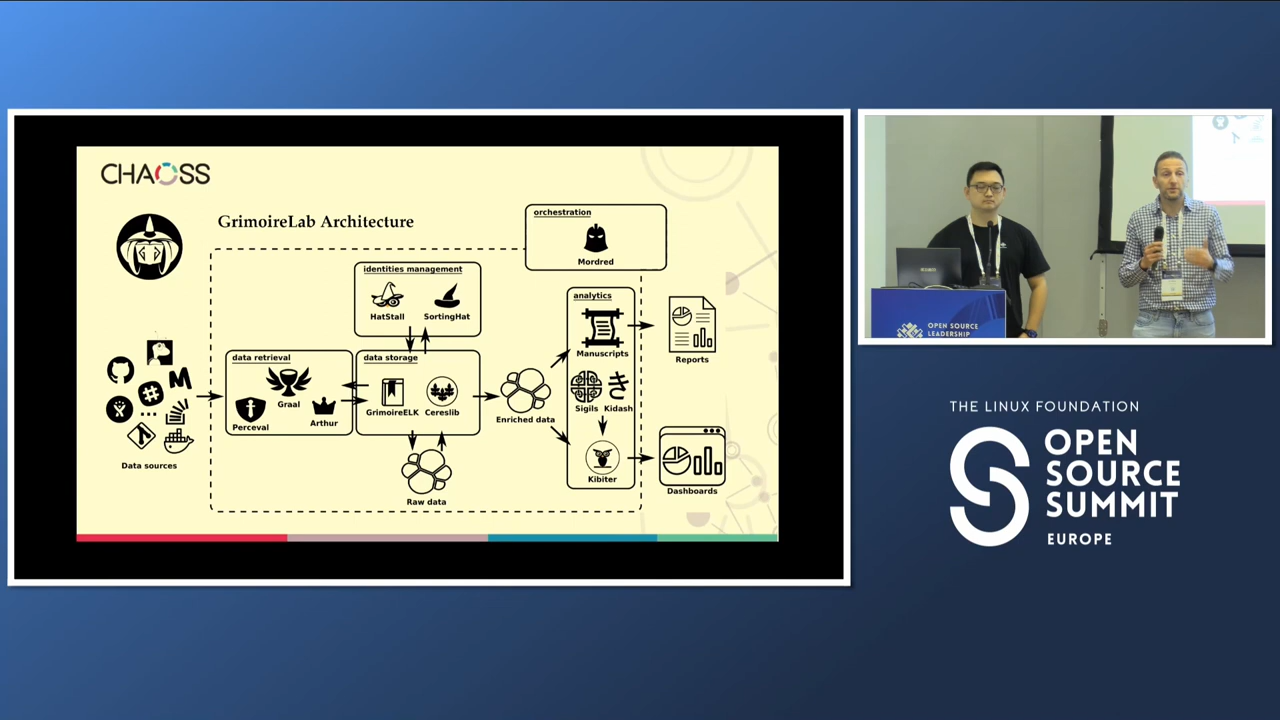 CHAOSS
GrimoireLab Architecture
orchestration
Mordred
identities management
HatStall
SortingHat
analytics
Manuscripts
Reports
data retrieval
Graal
Perceval
Arthur
data storage
GrimoireELK
Cereslib
Enriched data
Sigils
Kidash
Kibiter
Dashboards
Data sources
Raw data
OPEN SOURCE
LEADERSHIP
THE LINUX FOUNDATION
OPEN
SOURCE
SUMMIT
EUROPE